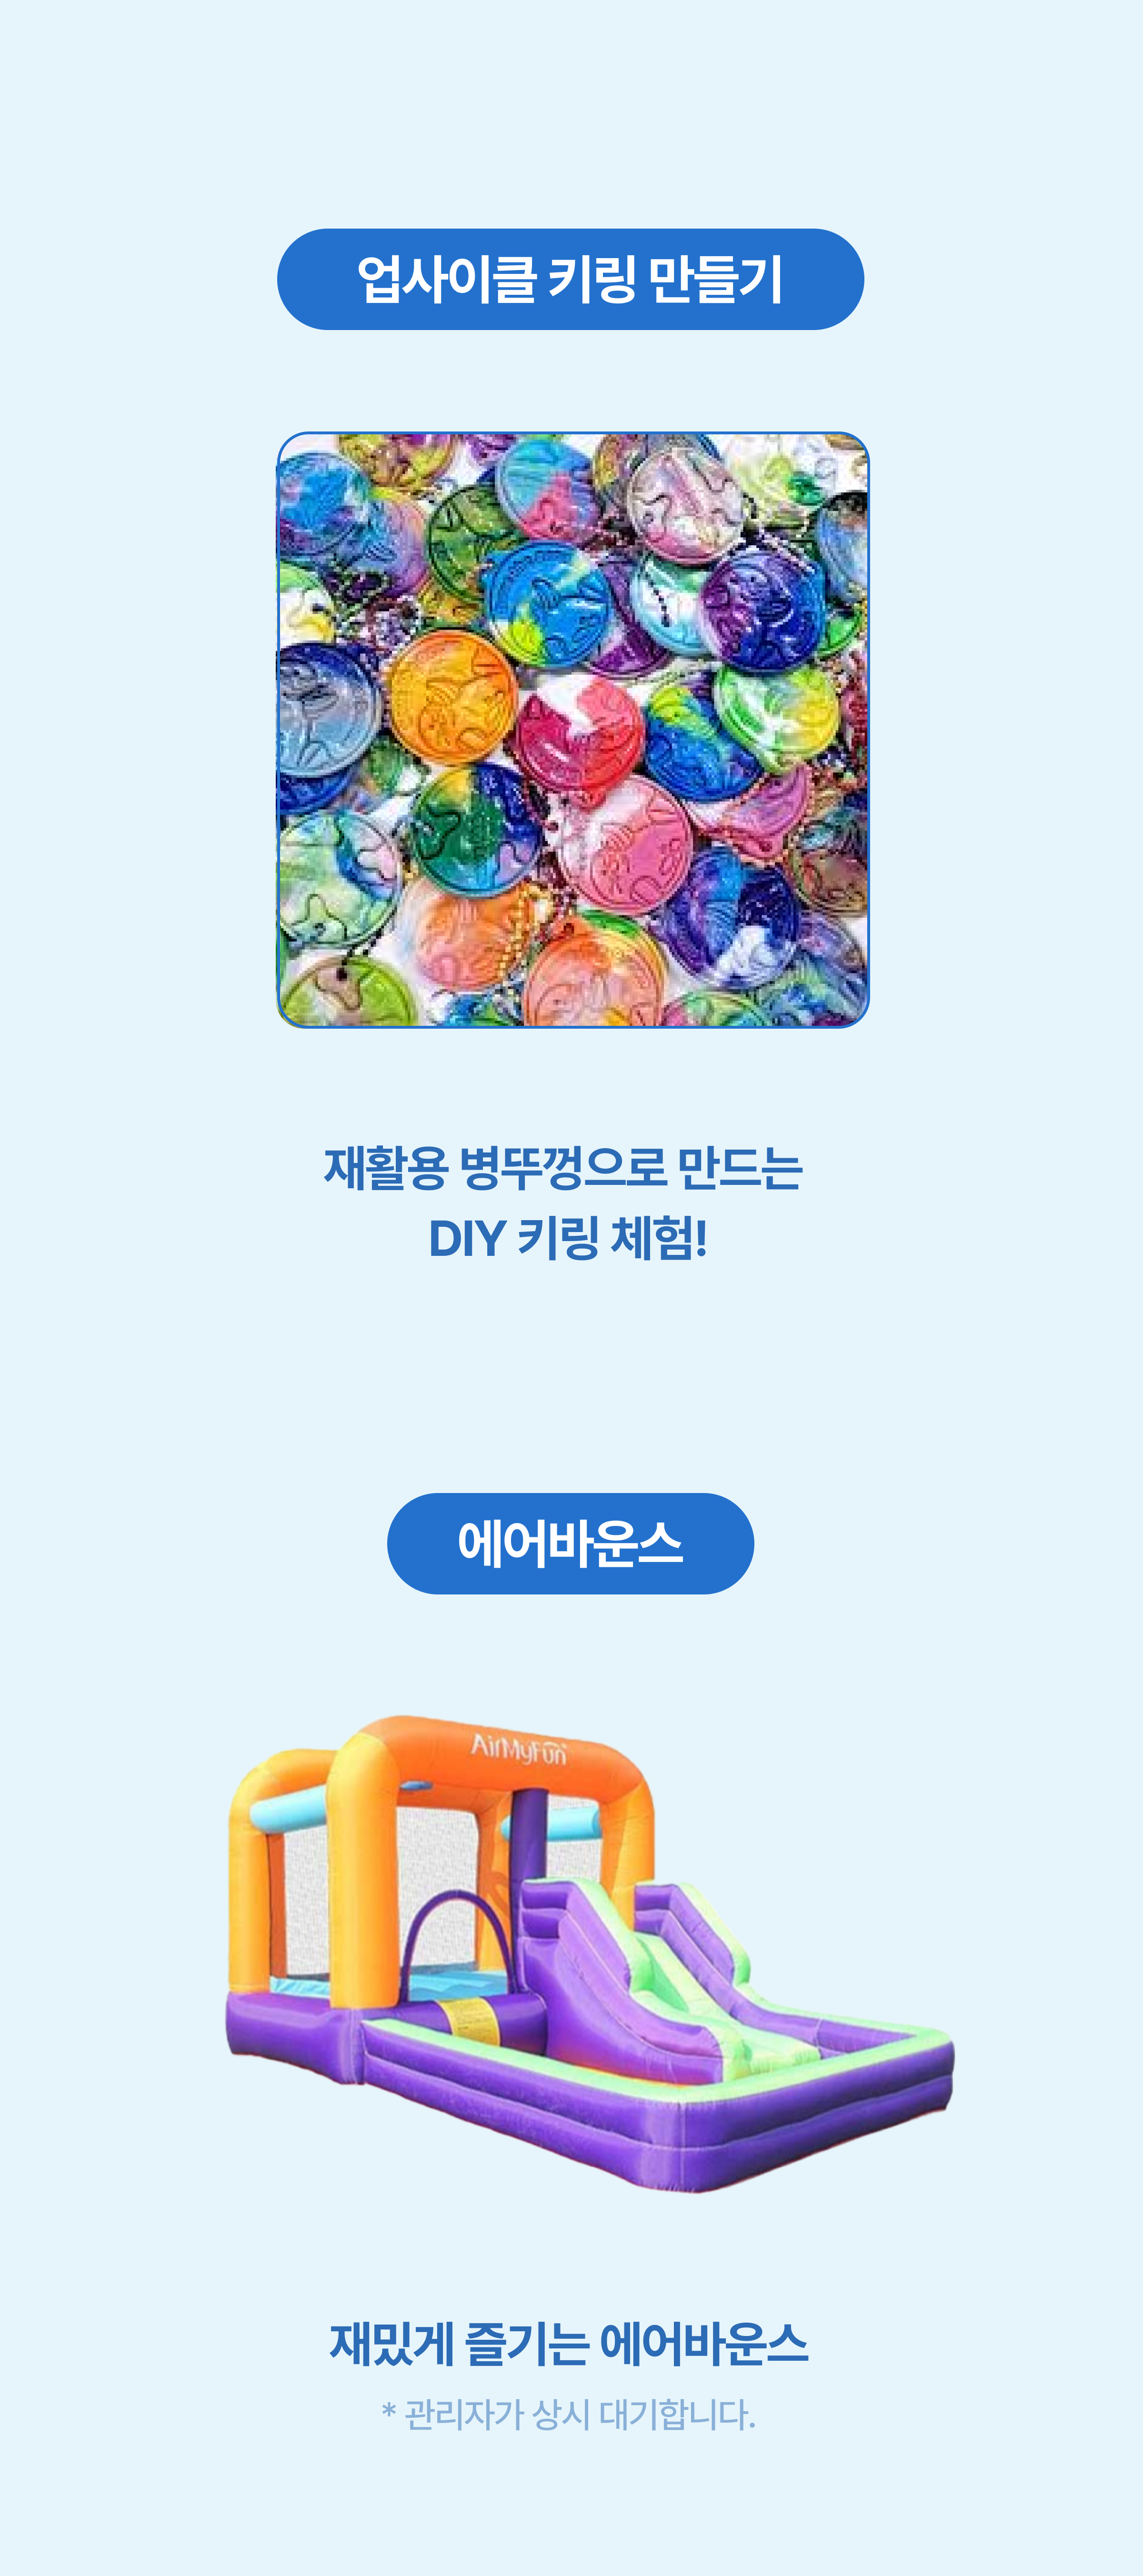 업사이클 키링 만들기
재활용 병뚜껑으로 만드는
DIY 키링 체험!
에어바운스
AirMyFun
재밌게 즐기는 에어바운스
* 관리자가 상시 대기합니다.